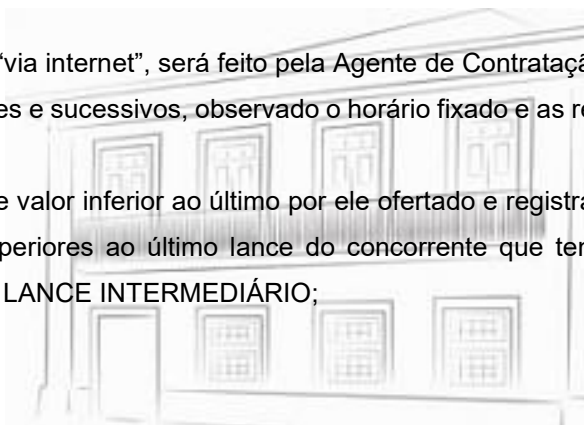 “via internet”, será feito pela Agente de Contrataçã
es e sucessivos, observado o horário fixado e as re
e valor inferior ao último por ele ofertado e registra
periores ao último lance do concorrente que ten
LANCE INTERMEDIÁRIO;